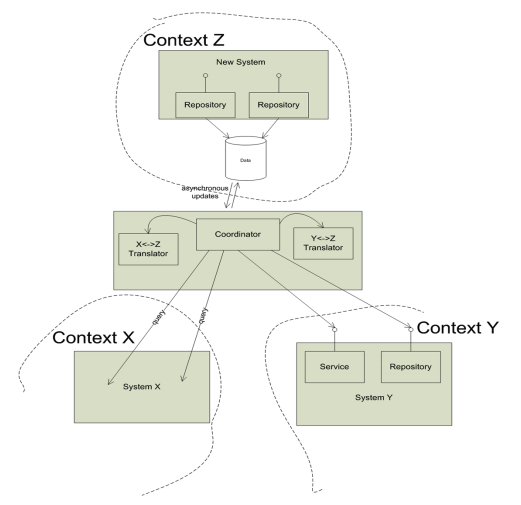 Context Z
New System
Repository
Repository
Data
asynchronous
updates
Coordinator
X<->Z
Translator
Y<->Z
Translator
query
query
Context X
Context Y
System X
Service
Repository
System Y